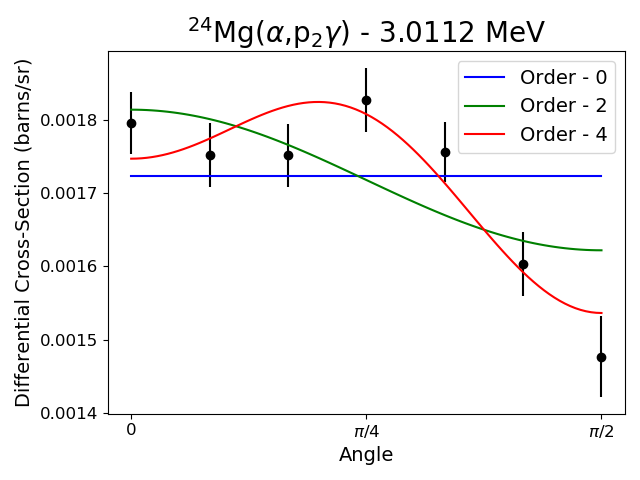 ²⁴Mg(α,p₂γ) - 3.0112 MeV
Differential Cross-Section (barns/sr)
0.0018
0.0017
0.0016
0.0015
0.0014
Order - 0
Order - 2
Order - 4
0
π/4
π/2
Angle